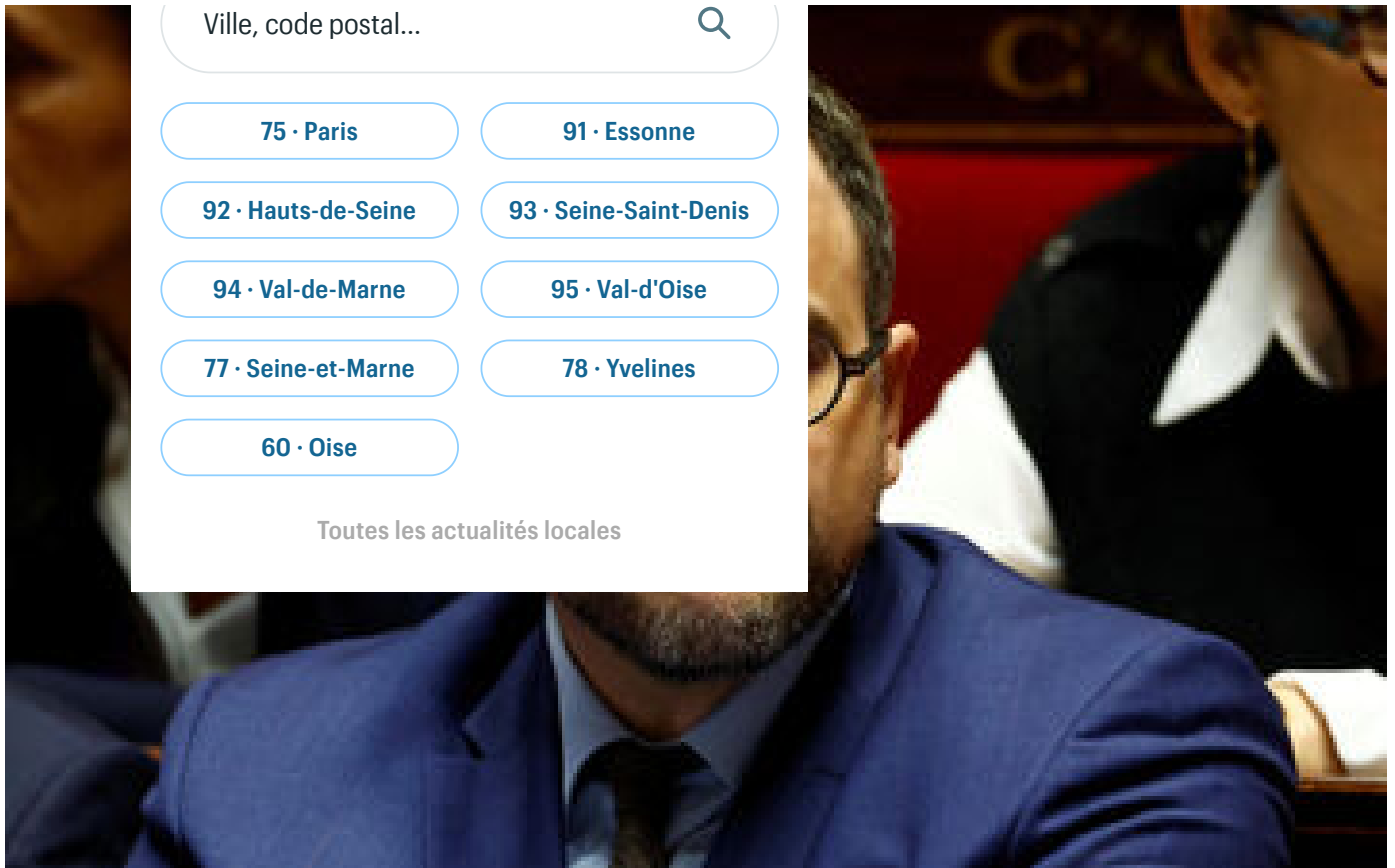 Ville, code postal...
75 · Paris
91 · Essonne
92 · Hauts-de-Seine
93 · Seine-Saint-Denis
94 · Val-de-Marne
95 · Val-d'Oise
77 · Seine-et-Marne
78 · Yvelines
60 · Oise
Toutes les actualités locales